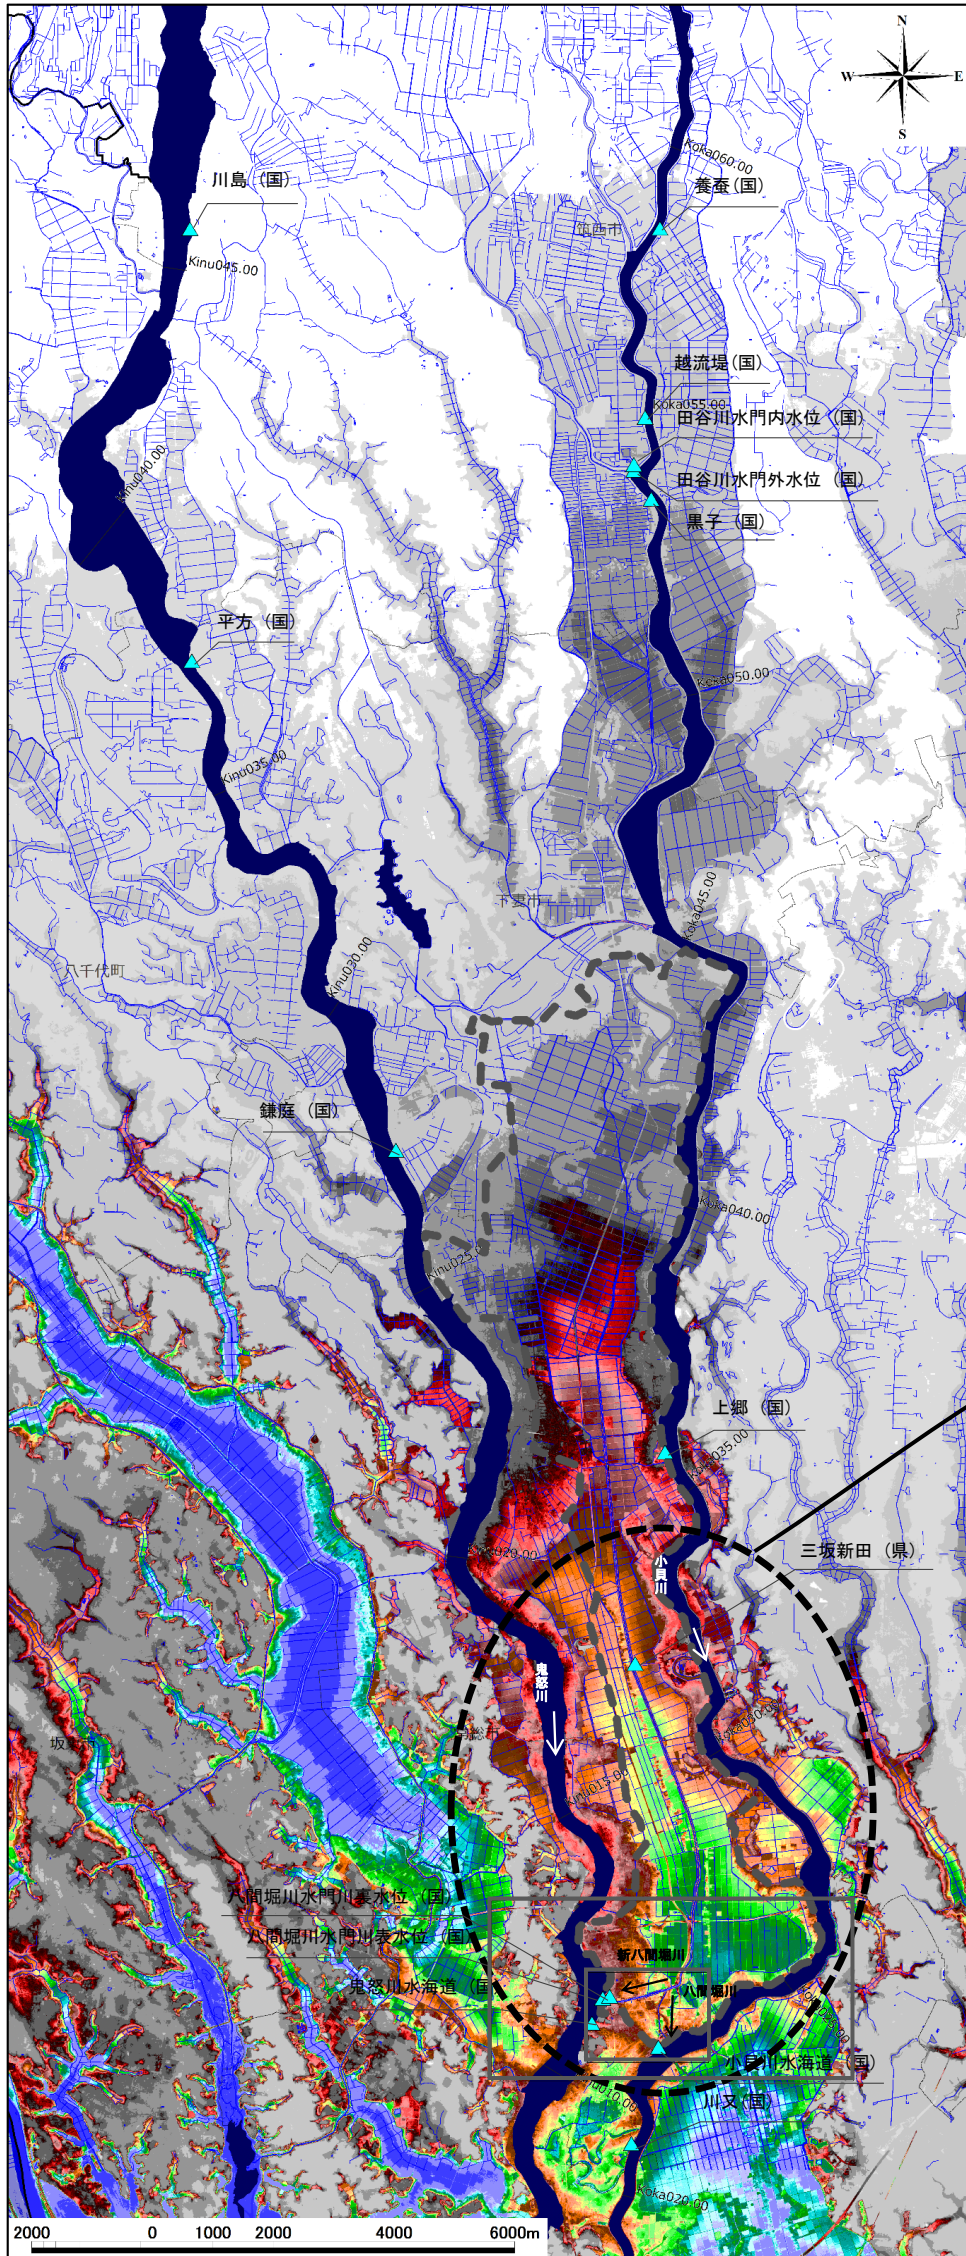 N
W
E
S
Koka060.00
川島（国）
養蚕（国）
筑西市
Kinu045.00
越流堤（国）
Koka055.00
田谷川水門内水位（国）
Kinu040.00
田谷川水門外水位（国）
黒子（国）
平方（国）
Koka050.00
Kinu035.00
下妻市
Koka045.00
八千代町
Kinu030.00
鎌庭（国）
Koka040.00
上郷（国）
三坂新田（県）
小貝川
鬼怒川
Kinu015.00
八間堀川水門川裏水位（国）
八間堀川水門川表水位（国）
新八間堀川
鬼怒川水海道（国
八間堀川
小貝川水海道（国）
川又（国）
Koka020.00
2000
0
1000
2000
4000
6000m